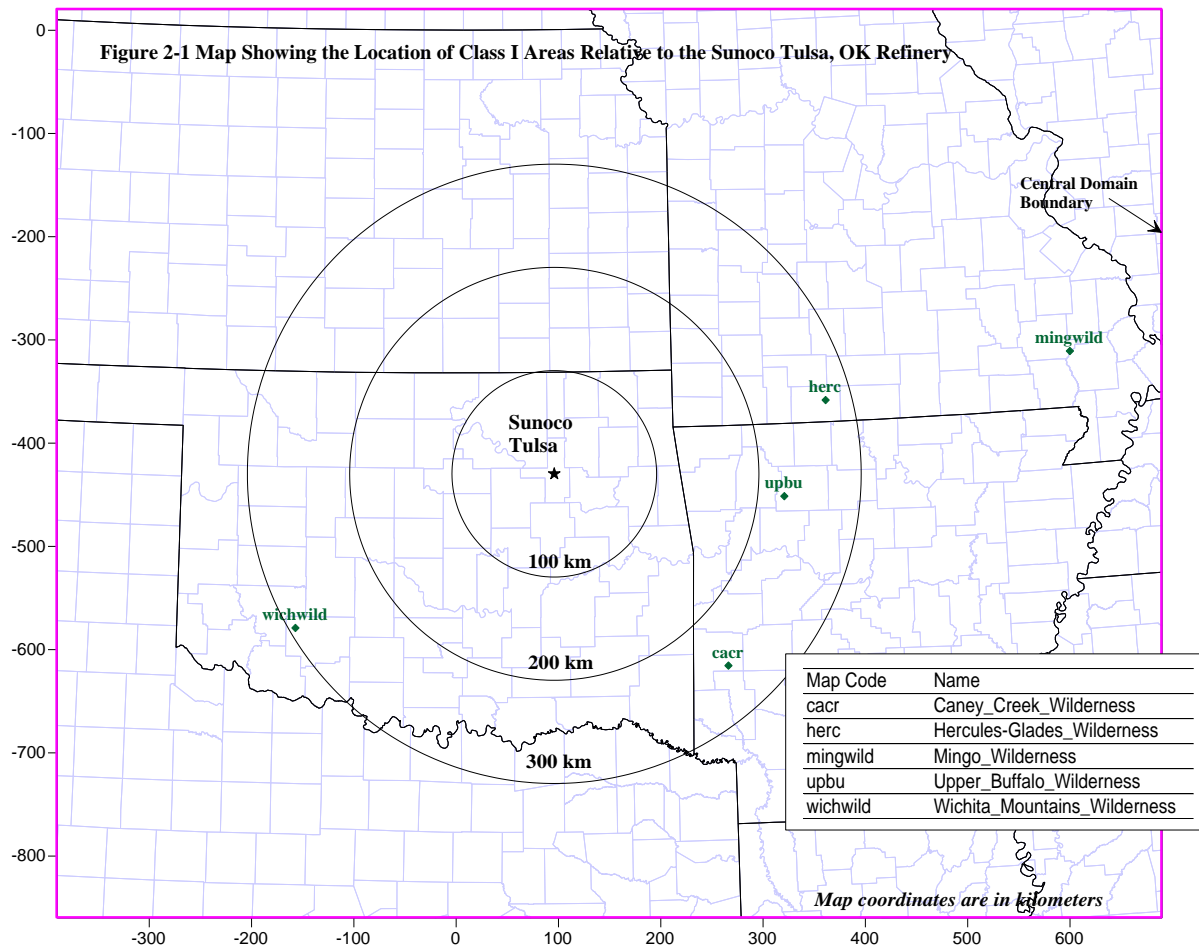 Figure 2-1 Map Showing the Location of Class I Areas Relative to the Sunoco Tulsa, OK Refinery
0
-100
-200
-300
-400
-500
-600
-700
-800
Central Domain
Boundary
mingwild
herc
Sunoco
Tulsa
upbu
100 km
wichwild
cacr
200 km
300 km
Map Code Name
cacr Caney_Creek_Wilderness
herc Hercules-Glades_Wilderness
mingwild Mingo_Wilderness
upbu Upper_Buffalo_Wilderness
wichwild Wichita_Mountains_Wilderness
Map coordinates are in kilometers
-300 -200 -100 0 100 200 300 400 500 600